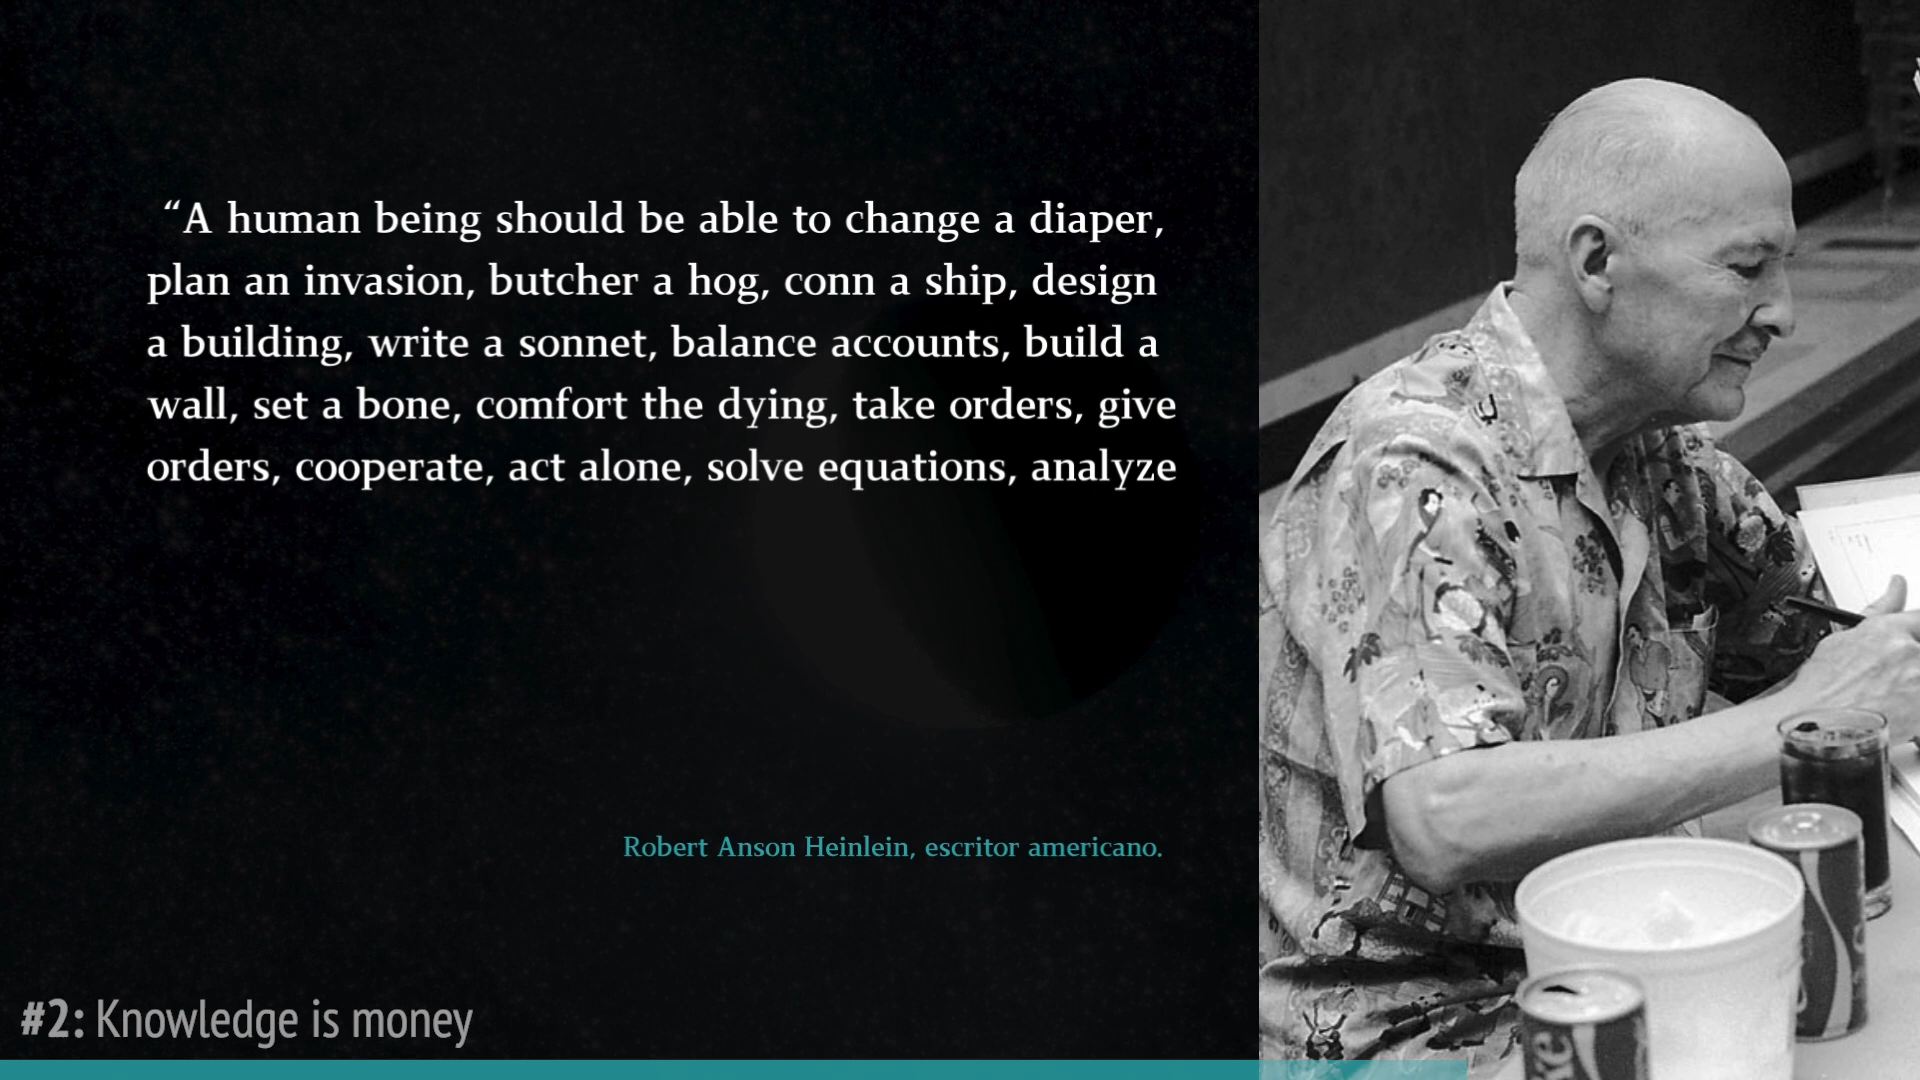 “A human being should be able to change a diaper,
plan an invasion, butcher a hog, conn a ship, design
a building, write a sonnet, balance accounts, build a
wall, set a bone, comfort the dying, take orders, give
orders, cooperate, act alone, solve equations, analyze
Robert Anson Heinlein, escritor americano.
#2: Knowledge is money
ke